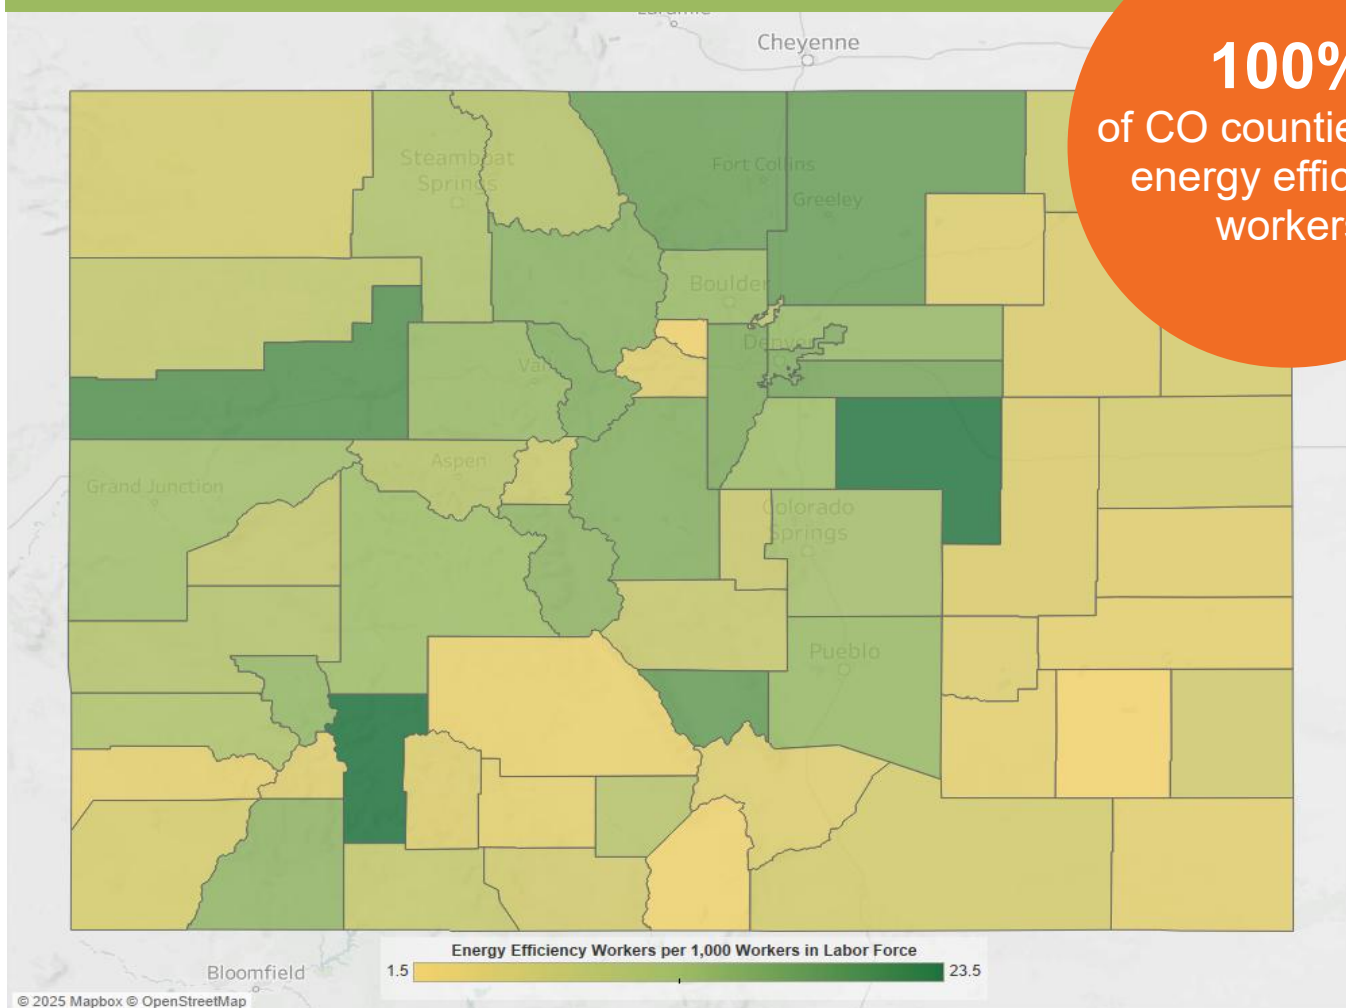 Laramie
Cheyenne
100%
of CO countie
energy effic
workers
Steamboat
Springs
Fort Collins
Greeley
Boulder
Denver
Vail
Aspen
Grand Junction
Colorado
Springs
Pueblo
Energy Efficiency Workers per 1,000 Workers in Labor Force
1.5
23.5
Bloomfield
© 2025 Mapbox © OpenStreetMap